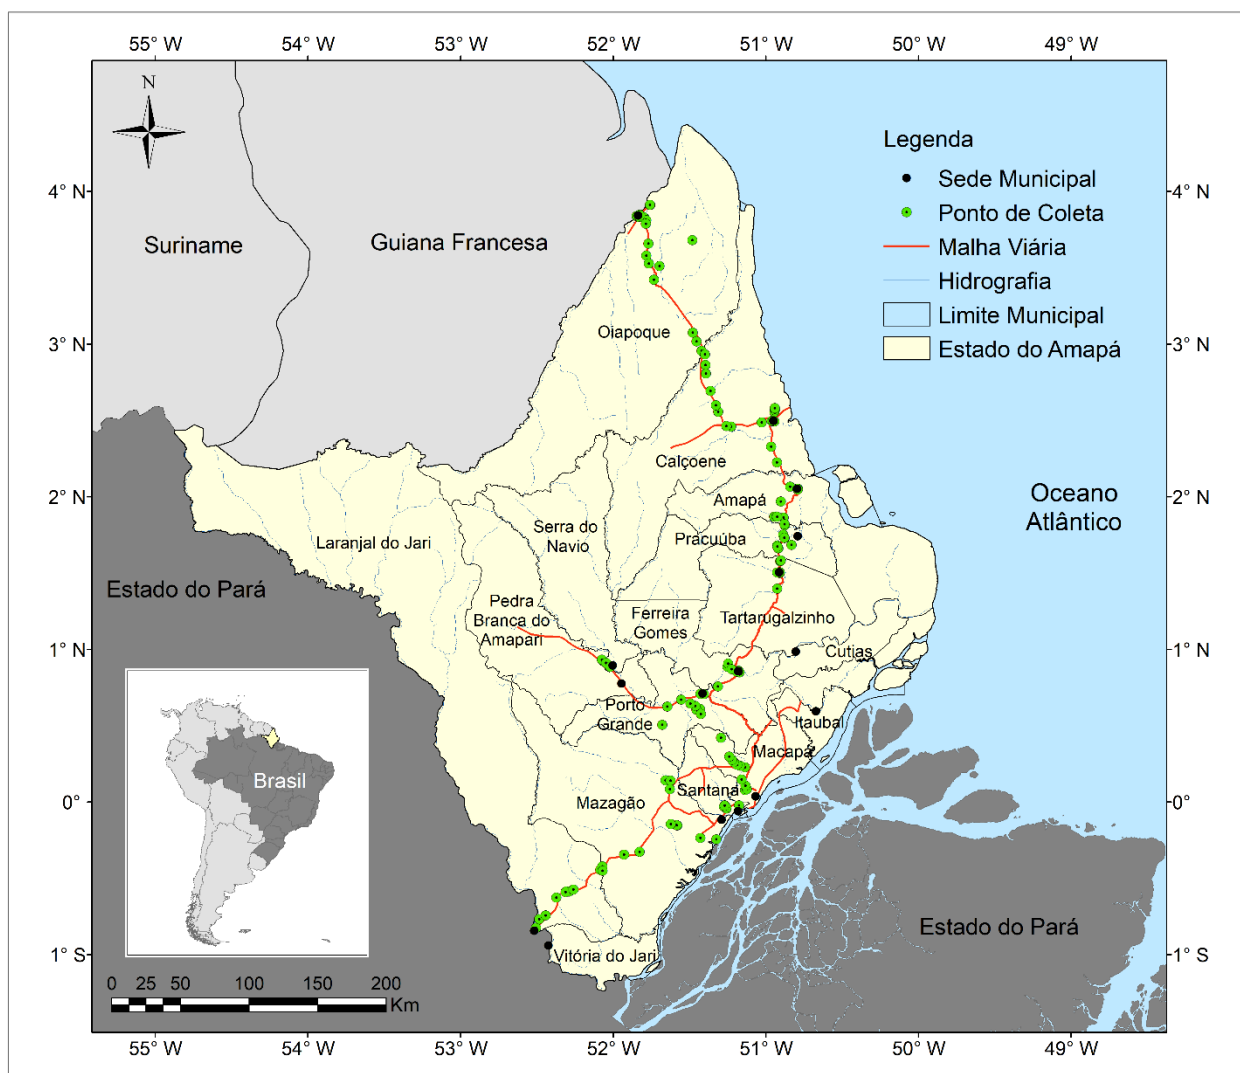 55° W 54° W 53° W 52° W 51° W 50° W 49° W
N
Legenda
Sede Municipal
Ponto de Coleta
Malha Viária
Hidrografia
Limite Municipal
Estado do Amapá
4° N 4° N
Suriname
Guiana Francesa
Oiapoque
3° N 3° N
Calçoene
2° N 2° N
Amapá
Oceano
Atlântico
Serra do
Navio
Pracuúba
Laranjal do Jari
Estado do Pará
Pedra
Branca do
Amapari
Ferreira
Gomes
Tartarugalzinho
1° N 1° N
Cutias
Porto
Grande
Itaubal
Macapá
Brasil
Santana
Mazagão
0° 0°
Estado do Pará
Vitória do Jari
1° S 1° S
0 25 50 100 150 200
Km
55° W 54° W 53° W 52° W 51° W 50° W 49° W